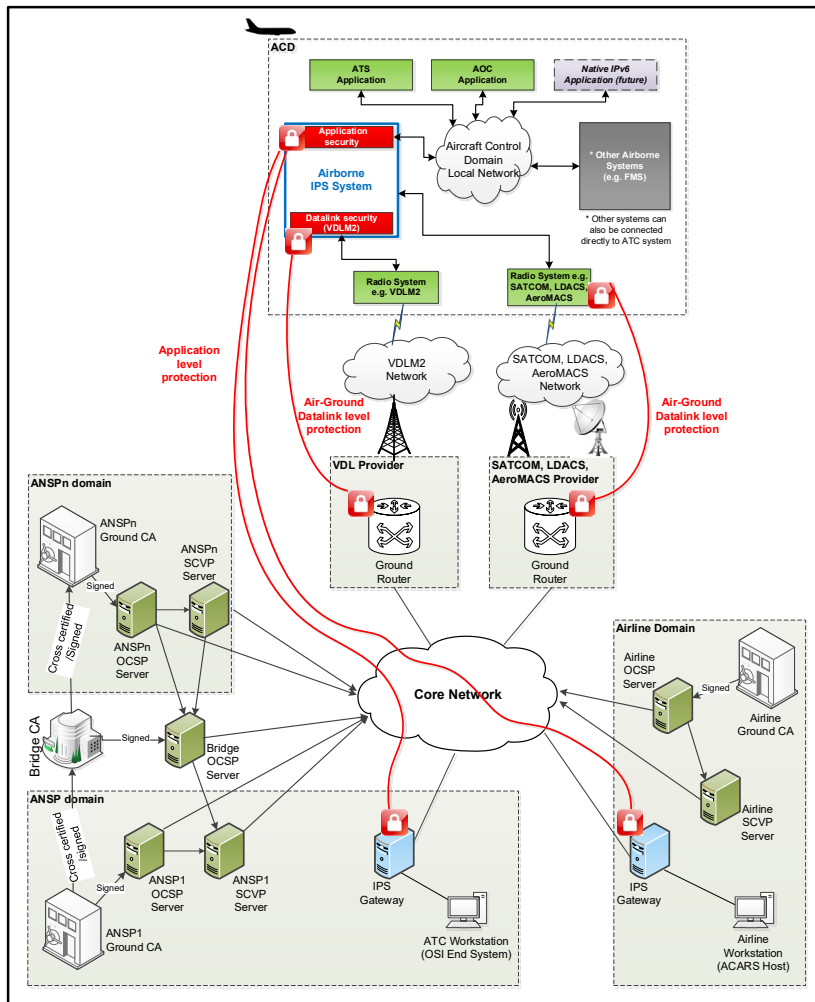 ACD
ATS
Application
AOC
Application
Native IPv6
Application (future)
Application
security
Airborne
IPS System
Datalink security
(VDLM2)
Aircraft Control
Domain
Local Network
* Other Airborne
Systems
(e.g. FMS)
* Other systems can
also be connected
directly to ATC system
Radio System
e.g. VDLM2
Radio System e.g.
SATCOM, LDACS,
AeroMACS
Application
level
protection
VDLM2
Network
SATCOM, LDACS,
AeroMACS
Network
Air-Ground
Datalink level
protection
Air-Ground
Datalink level
protection
VDL Provider
Ground
Router
SATCOM, LDACS,
AeroMACS Provider
Ground
Router
ANSPn domain
ANSPn
Ground CA
ANSPn
SCVP
Server
Signed
ANSPn
OCSP
Server
Cross certified
/Signed
Bridge CA
Signed
Bridge
OCSP
Server
Core Network
Airline Domain
Airline
OCSP
Server
Signed
Airline
Ground CA
Airline
SCVP
Server
ANSP domain
Cross certified
/signed
Signed
ANSP1
OCSP
Server
ANSP1
SCVP
Server
ANSP1
Ground CA
IPS
Gateway
ATC Workstation
(OSI End System)
IPS
Gateway
Airline
Workstation
(ACARS Host)